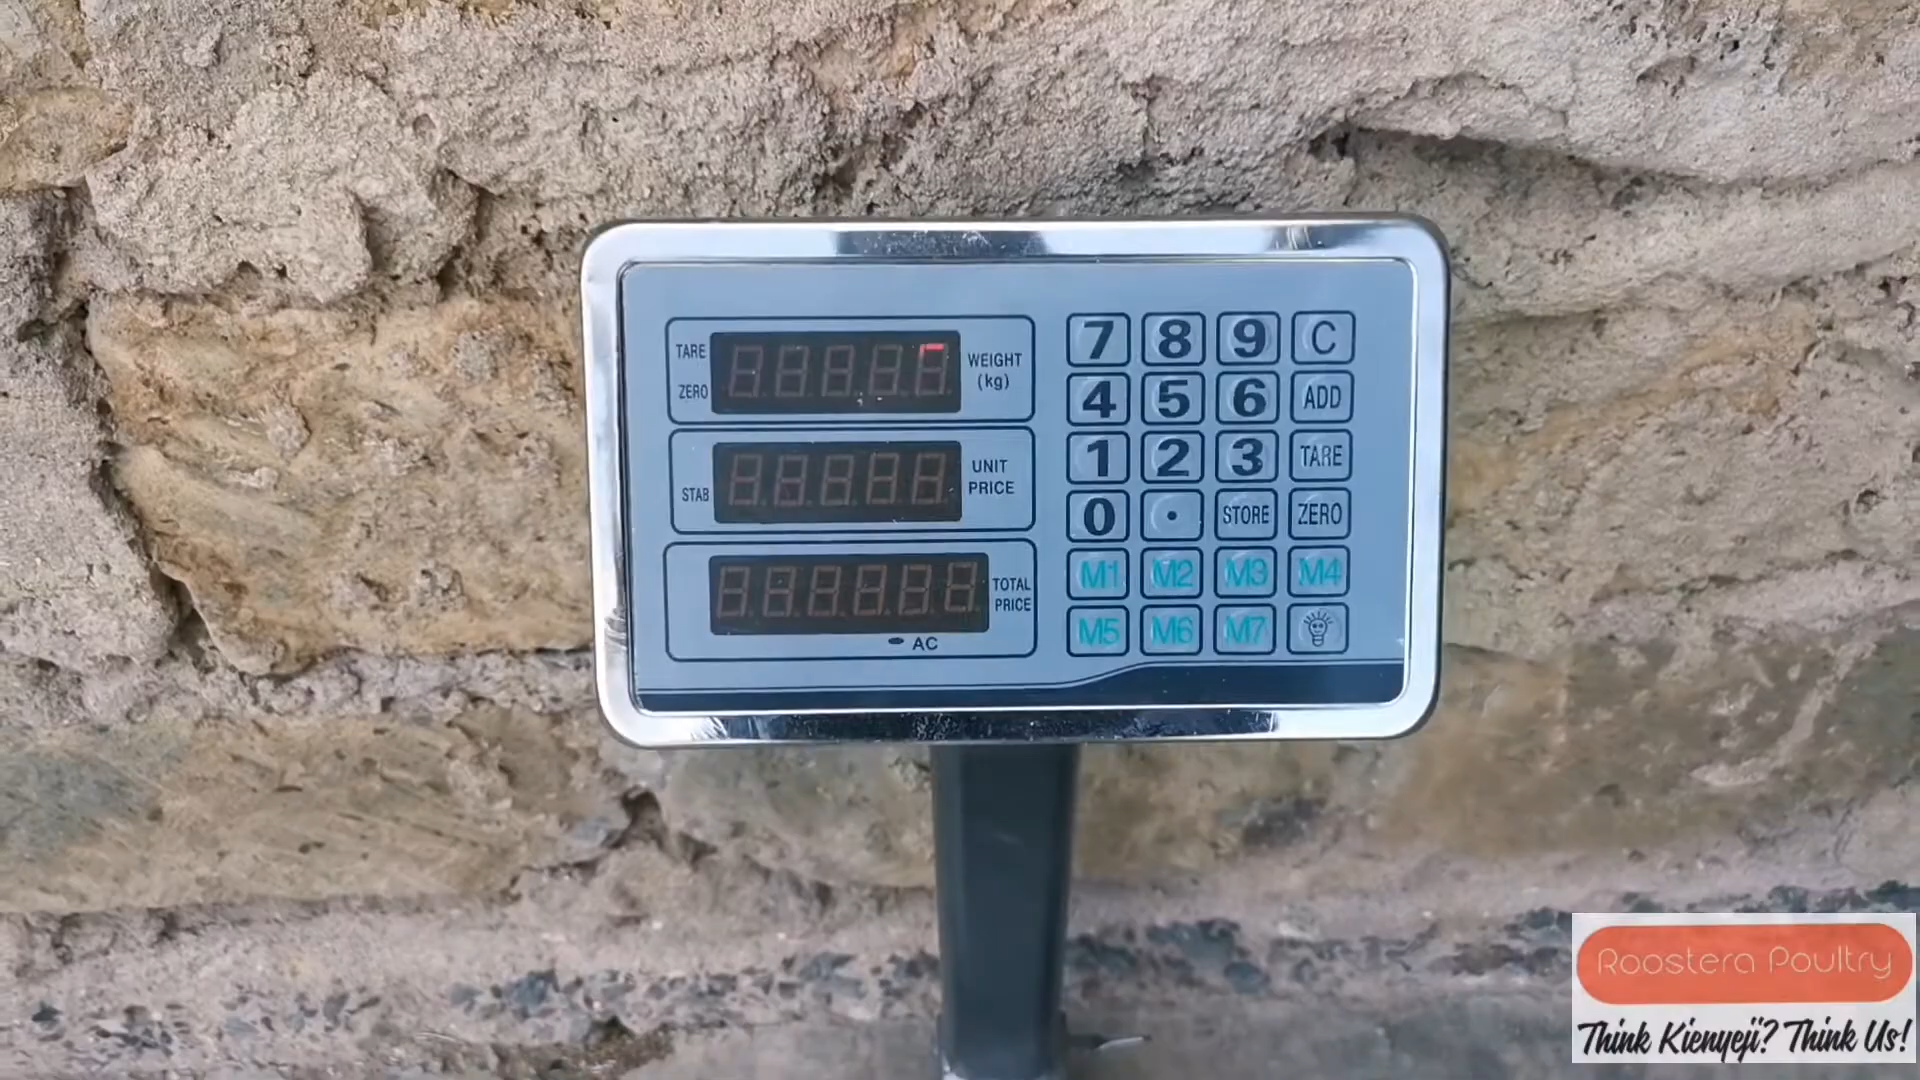 TARE
ZERO
WEIGHT
(kg)
STAB
UNIT
PRICE
TOTAL
PRICE
AC
7 8 9 C
4 5 6 ADD
1 2 3 TARE
0 . STORE ZERO
M1 M2 M3 M4
M5 M6 M7
Roostera Poultry
Think Kienyeji? Think Us!